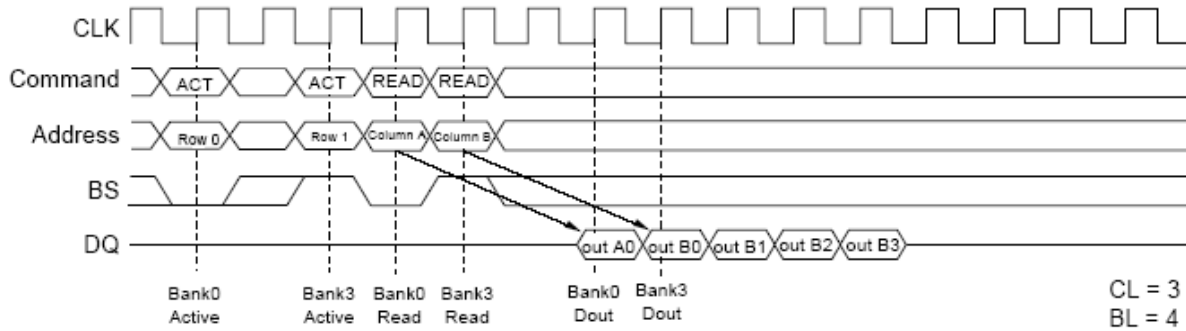 CLK
Command ACT ACT READ READ
Address Row 0 Row 1 Column A Column B
BS
DQ out A0 out B0 out B1 out B2 out B3
Bank0 Active Bank3 Active Bank0 Read Bank3 Read Bank0 Dout Bank3 Dout
CL = 3
BL = 4